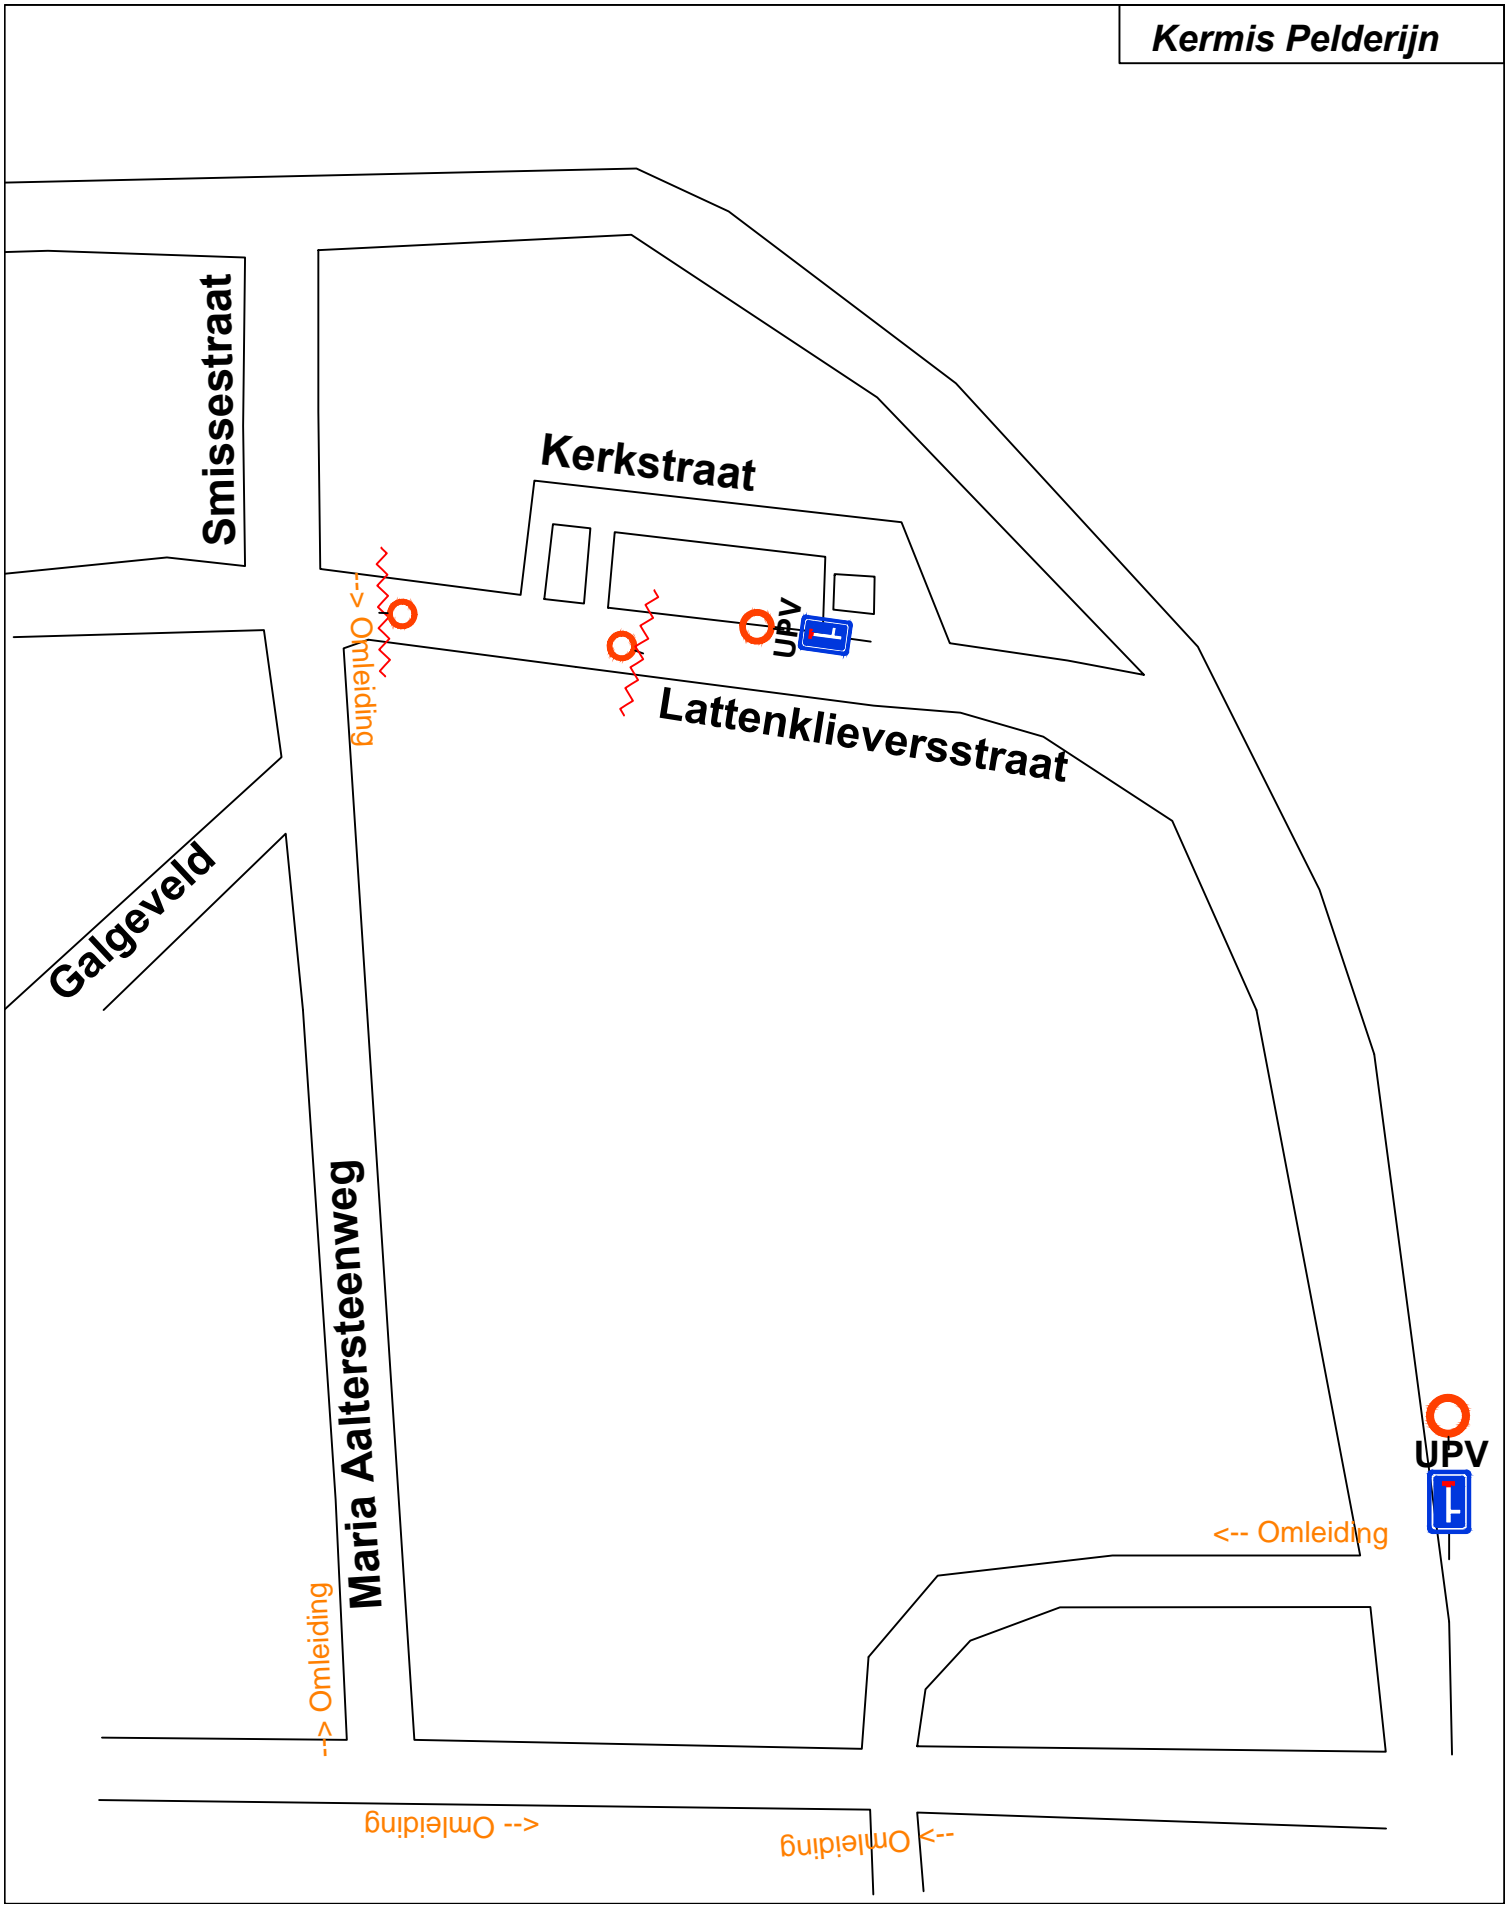 Kermis Pelderijn
Smissestraat
Kerkstraat
--> Omleiding
UPV
Lattenklieversstraat
Galgeveld
Maria Aaltersteenweg
UPV
<-- Omleiding
--> Omleiding
<-- Omleiding
--> Omleiding